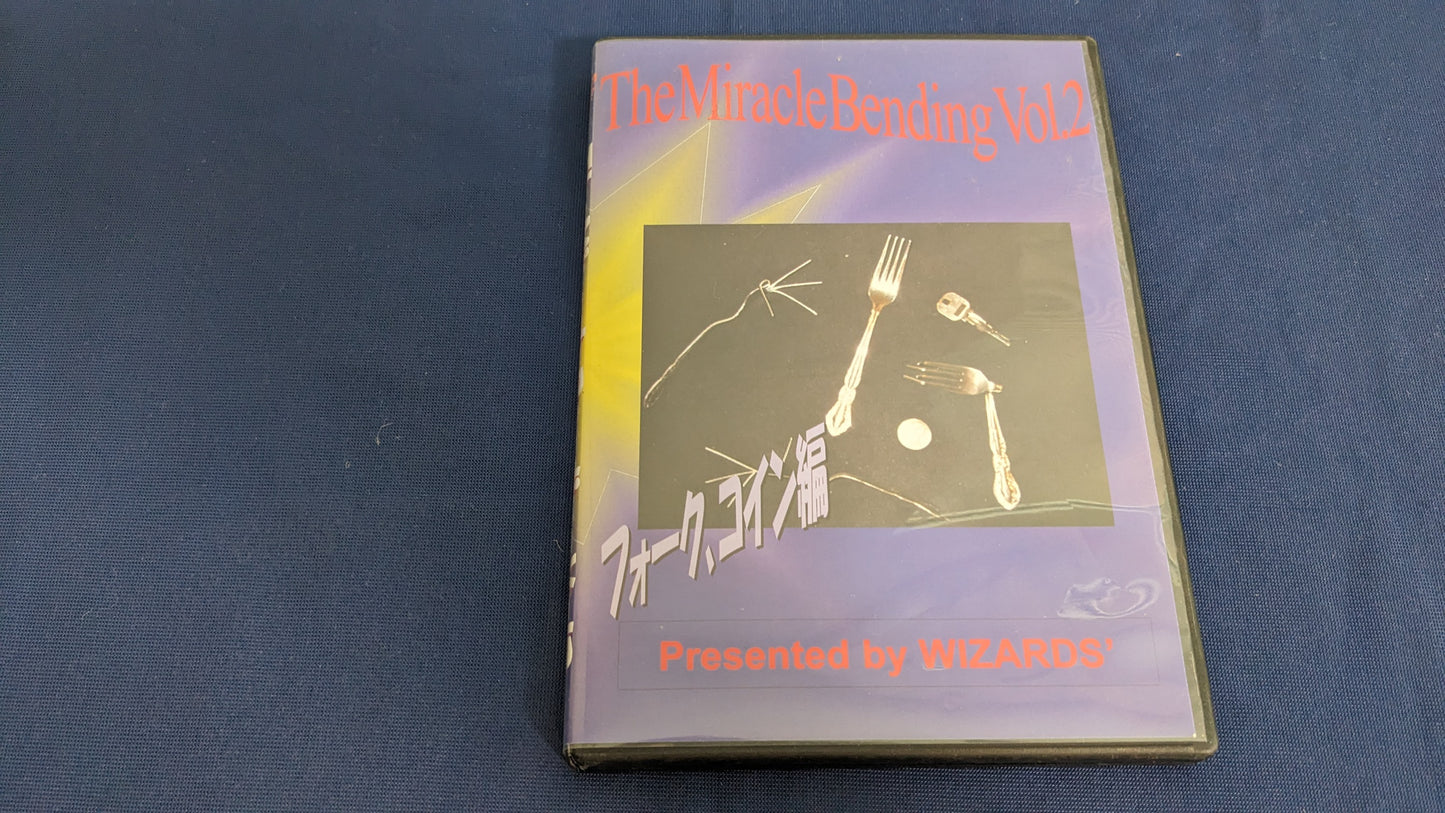 The Miracle Bending Vol.2
フォーク、コイン編
Presented by WIZARDS'